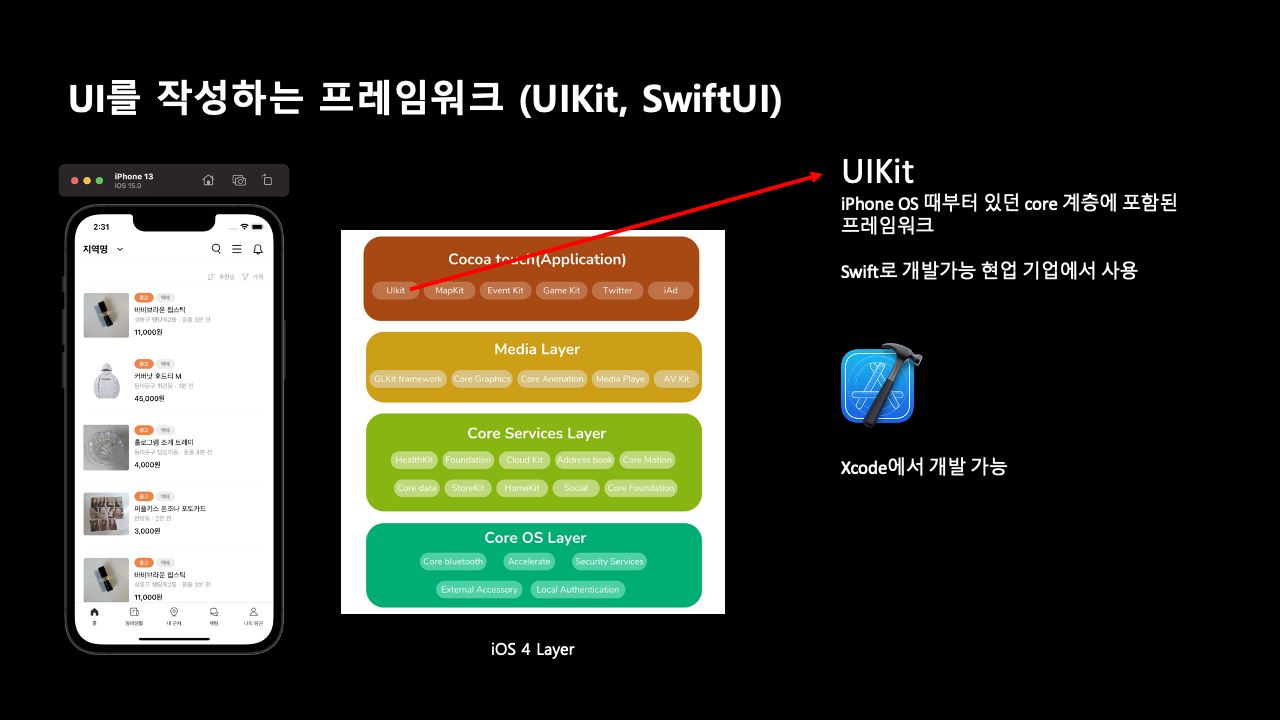 UI를 작성하는 프레임워크 (UIKit, SwiftUI)
iPhone 13
iOS 15.0
2:31
지역명
추천순
가격
중고
택배
바비브라운 립스틱
성동구 행당제2동 · 끌올 3분 전
11,000원
중고
택배
커버낫 후드티 M
동대문구 휘경동 · 1분 전
45,000원
중고
택배
홀로그램 조개 트레이
동대문구 답십리동 · 끌올 4분 전
4,000원
중고
택배
퍼플키스 은조나 포토카드
안암동 · 2분 전
3,000원
중고
택배
바비브라운 립스틱
성동구 행당제2동 · 끌올 3분 전
11,000원
홈
동네생활
내 근처
채팅
나의 당근
Cocoa touch(Application)
UIkit MapKit Event Kit Game Kit Twitter iAd
Media Layer
GLKit framework Core Graphics Core Animation Media Playe AV Kit
Core Services Layer
HealthKit Foundation Cloud Kit Address book Core Motion
Core data StoreKit HomeKit Social Core Foundation
Core OS Layer
Core bluetooth Accelerate Security Services
External Accessory Local Authentication
iOS 4 Layer
UIKit
iPhone OS 때부터 있던 core 계층에 포함된
프레임워크
Swift로 개발가능 현업 기업에서 사용
Xcode에서 개발 가능